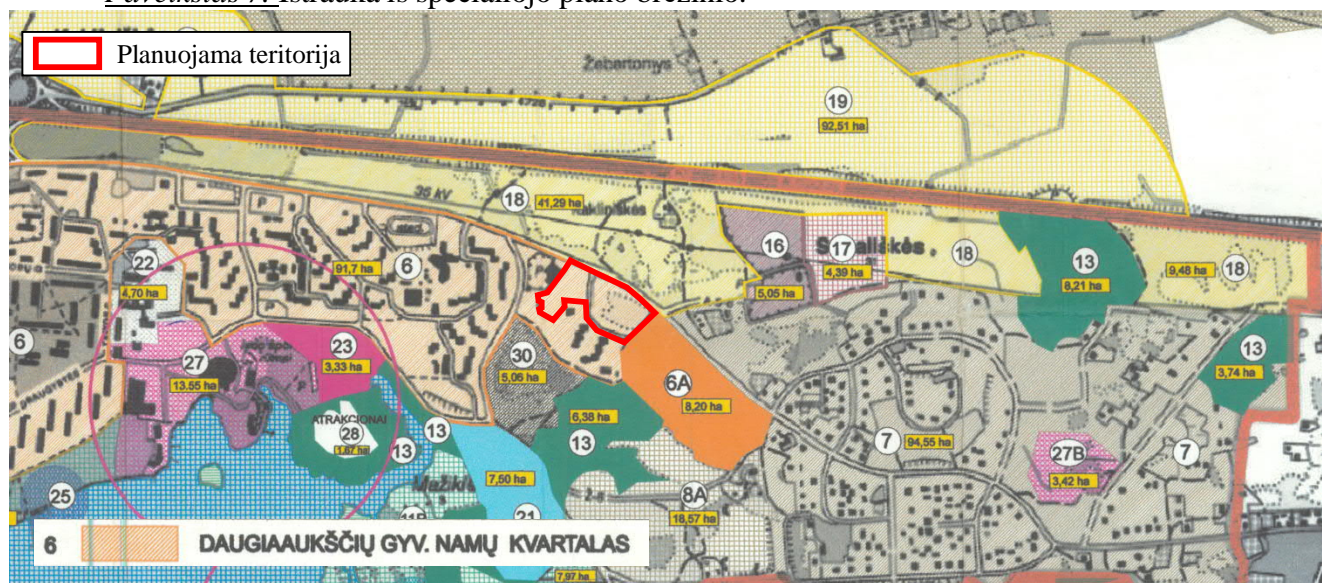 Paveikslas 7. Ištrauka iš specialiojo plano brėžinio.
Planuojama teritorija
Žebertonys
19
92,51 ha
35 kV
18
41,29 ha
16
5,05 ha
17
4,39 ha
18
13
8,21 ha
9,48 ha
18
22
4,70 ha
91,7 ha
6
6
27
13.55 ha
23
3,33 ha
30
5,06 ha
6A
8,20 ha
13
3,74 ha
ATRAKCIONAI
28
1,67 ha
13
13
6,38 ha
13
7
94,55 ha
27B
3,42 ha
7
25
7,50 ha
21
8A
18,57 ha
7,97 ha
6 DAUGIAAUKŠČIŲ GYV. NAMŲ KVARTALAS